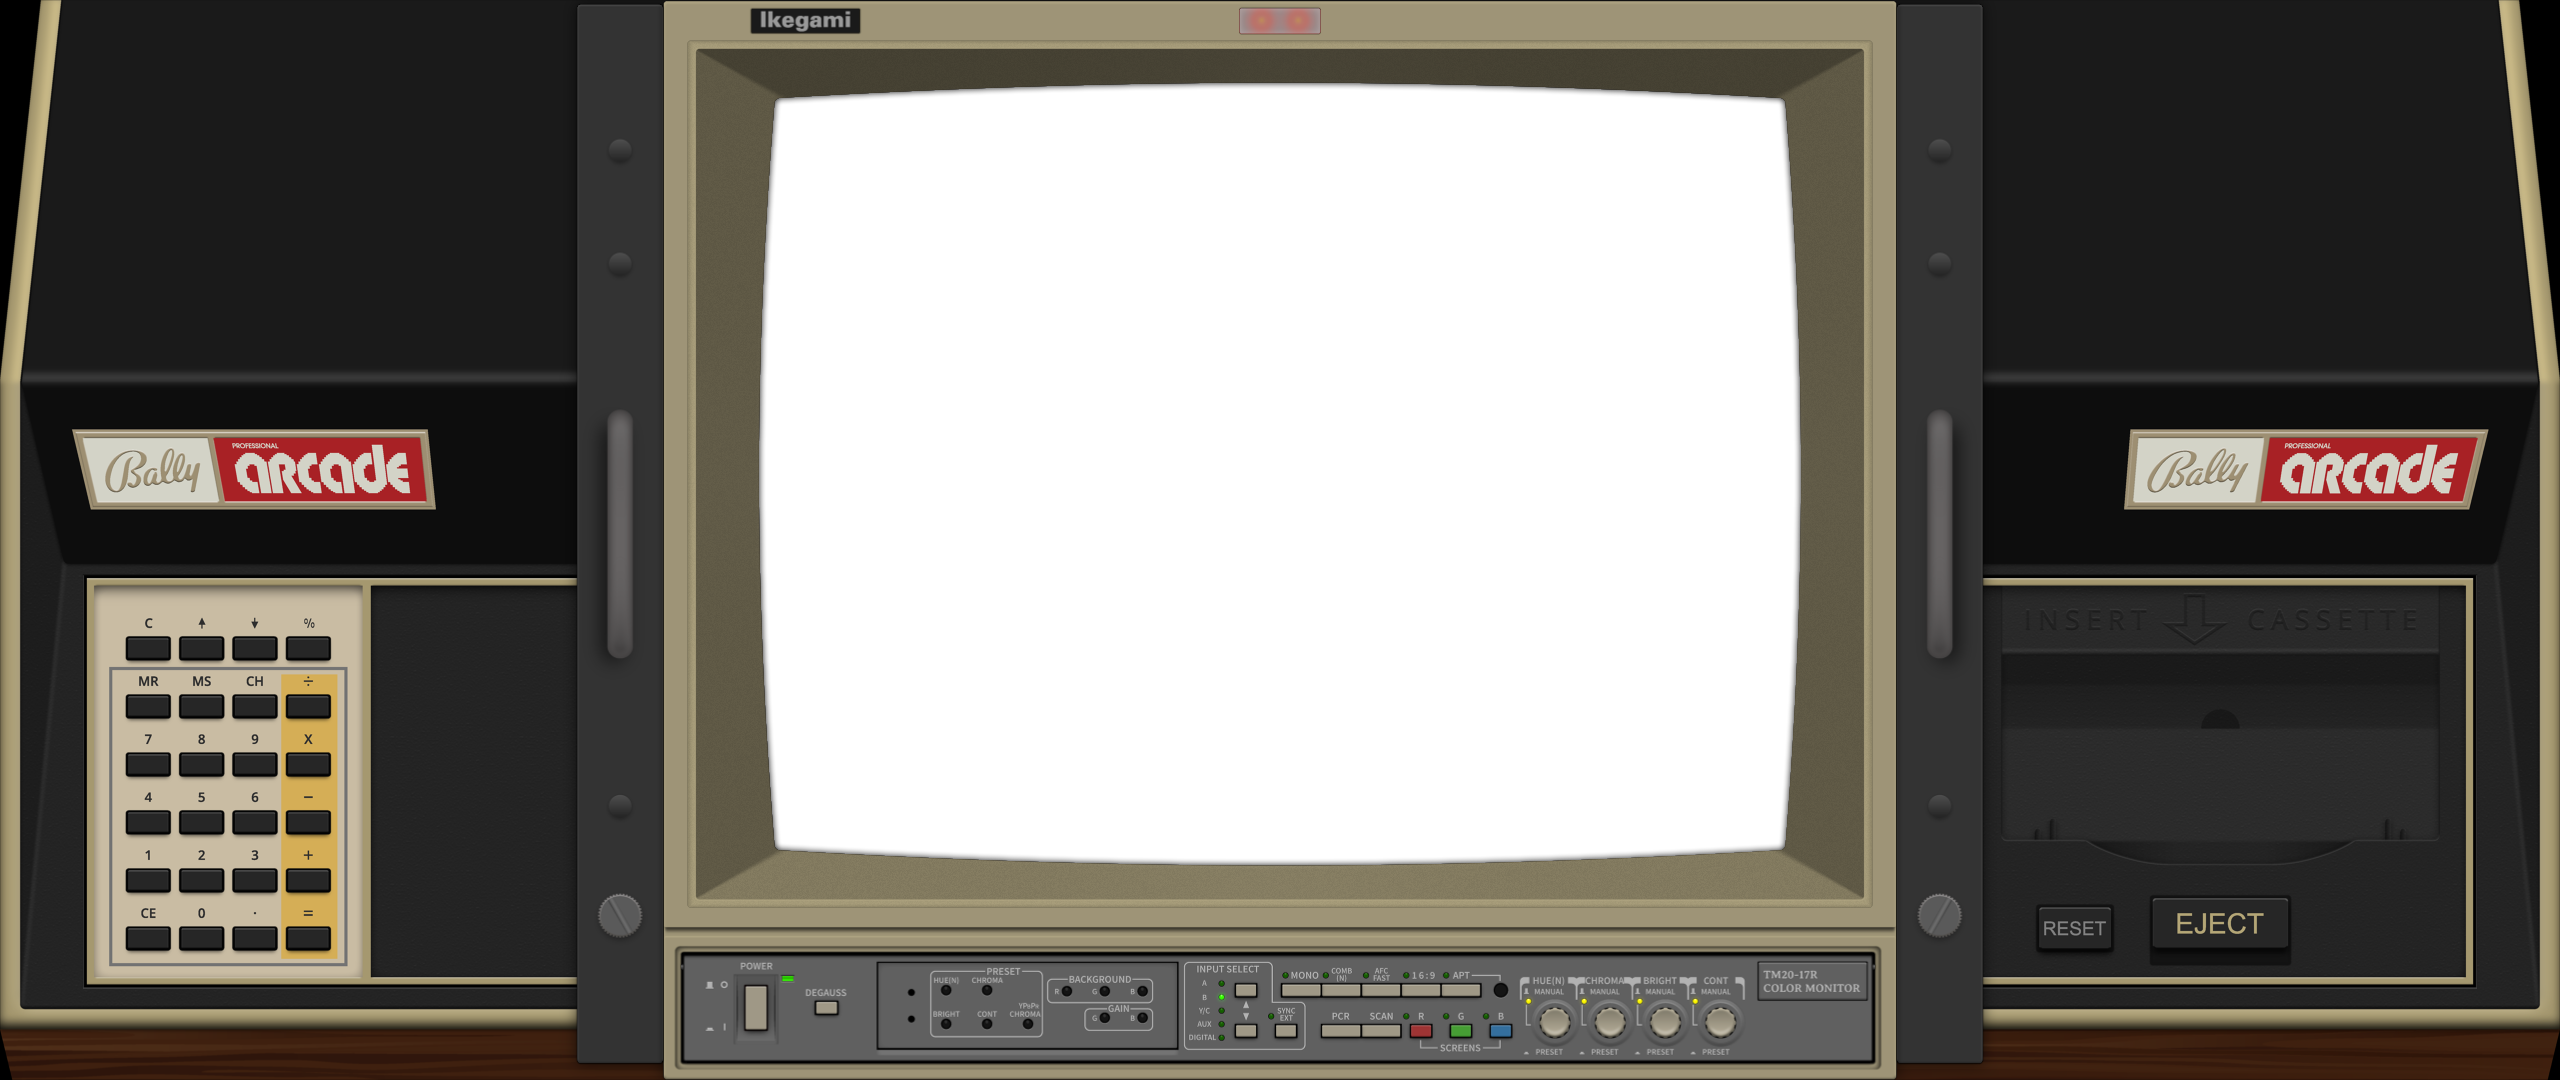 Ikegami
Bally
PROFESSIONAL
arcade
Bally
PROFESSIONAL
arcade
C
%
MR MS CH ÷
7 8 9 X
4 5 6 −
1 2 3 +
CE 0 · =
INSERT CASSETTE
RESET
EJECT
POWER
DEGAUSS
PRESET
HUE(N) CHROMA
BRIGHT CONT YPbPr CHROMA
BACKGROUND
R G B
GAIN
G B
INPUT SELECT
A
B
Y/C
AUX
DIGITAL
SYNC
EXT
MONO COMB (N) AFC FAST 16:9 APT
PCR SCAN R G B
SCREENS
HUE(N) CHROMA BRIGHT CONT
MANUAL MANUAL MANUAL MANUAL
PRESET PRESET PRESET PRESET
TM20-17R
COLOR MONITOR